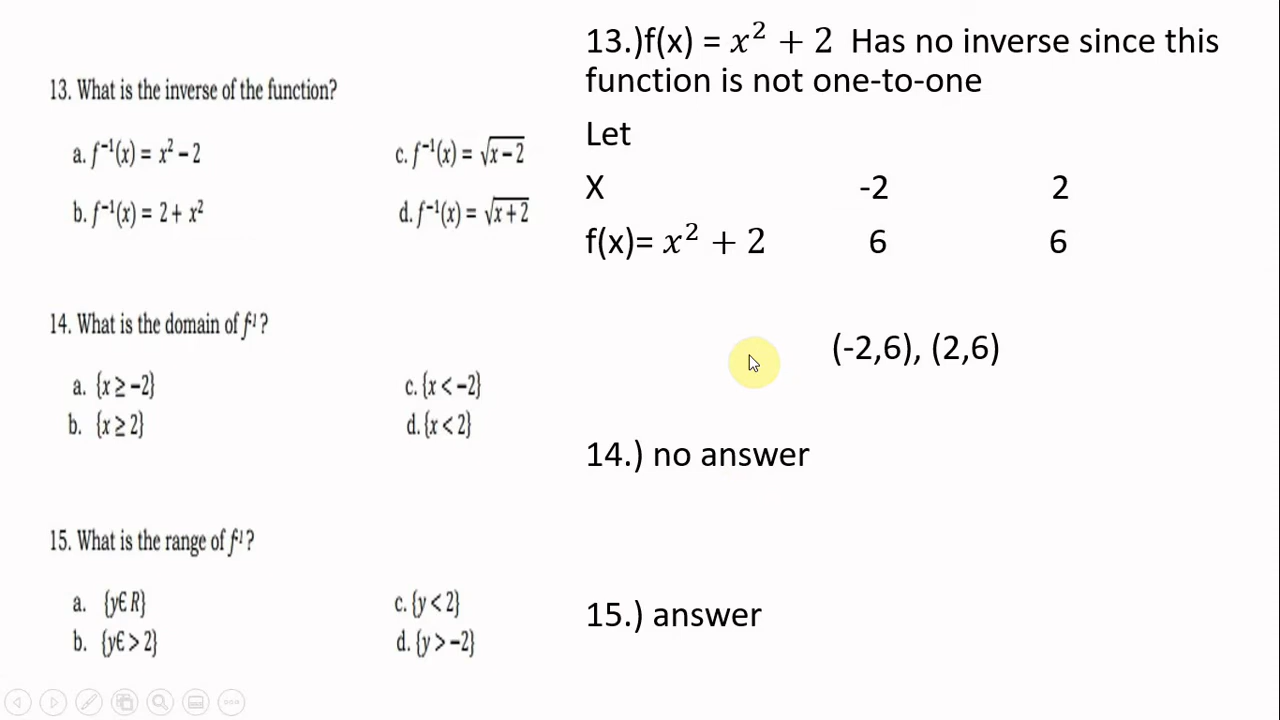 13. What is the inverse of the function?
a. f⁻¹(x) = x² – 2
c. f⁻¹(x) = √(x – 2)
b. f⁻¹(x) = 2 + x²
d. f⁻¹(x) = √(x + 2)
14. What is the domain of f⁻¹?
a. {x ≥ –2}
c. {x < –2}
b. {x ≥ 2}
d. {x < 2}
15. What is the range of f⁻¹?
a. {y∈ R}
c. {y < 2}
b. {y∈ > 2}
d. {y > –2}
13.)f(x) = x² + 2 Has no inverse since this
function is not one-to-one
Let
X -2 2
f(x)= x² + 2 6 6
(-2,6), (2,6)
14.) no answer
15.) answer